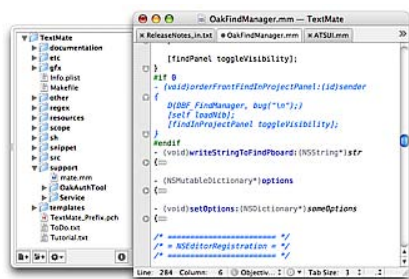 TextMate
documentation
etc
gfx
Info.plist
Makefile
other
regex
resources
scope
sh
snippet
src
support
mate.mm
OakAuthTool
Service
templates
TextMate_Prefix.pch
ToDo.txt
Tutorial.txt
OakFindManager.mm — TextMate
ReleaseNotes_in.txt
OakFindManager.mm
ATSUI.mm
[findPanel toggleVisibility];
}
#if 0
- (void)orderFrontFindInProjectPanel:(id)sender
{
D(DBF_FindManager, bug("\n");)
[self loadNib];
[findInProjectPanel toggleVisibility];
}
#endif
- (void)writeStringToFindPboard:(NSString*)str
{
- (NSMutableDictionary*)options
{
- (void)setOptions:(NSDictionary*)someOptions
{
/* ======================== */
/* = NSEditorRegistration = */
/* ======================== */
Line: 284 Column: 6 Objectiv... Tab Size: